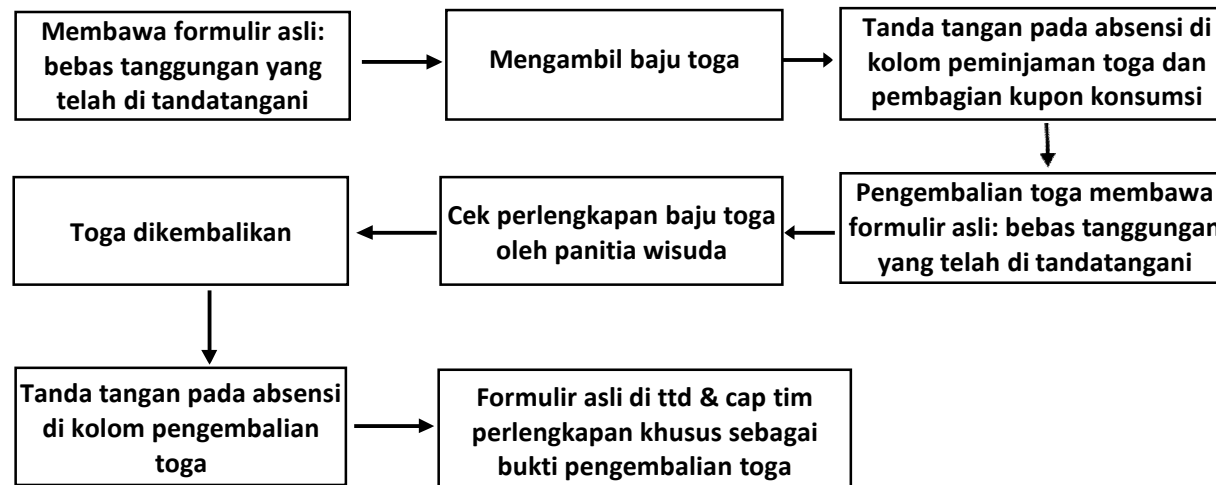 Membawa formulir asli:
bebas tanggungan yang
telah di tandatangani
Mengambil baju toga
Tanda tangan pada absensi di
kolom peminjaman toga dan
pembagian kupon konsumsi
Pengembalian toga membawa
formulir asli: bebas tanggungan
yang telah di tandatangani
Cek perlengkapan baju toga
oleh panitia wisuda
Toga dikembalikan
Tanda tangan pada absensi
di kolom pengembalian
toga
Formulir asli di ttd & cap tim
perlengkapan khusus sebagai
bukti pengembalian toga